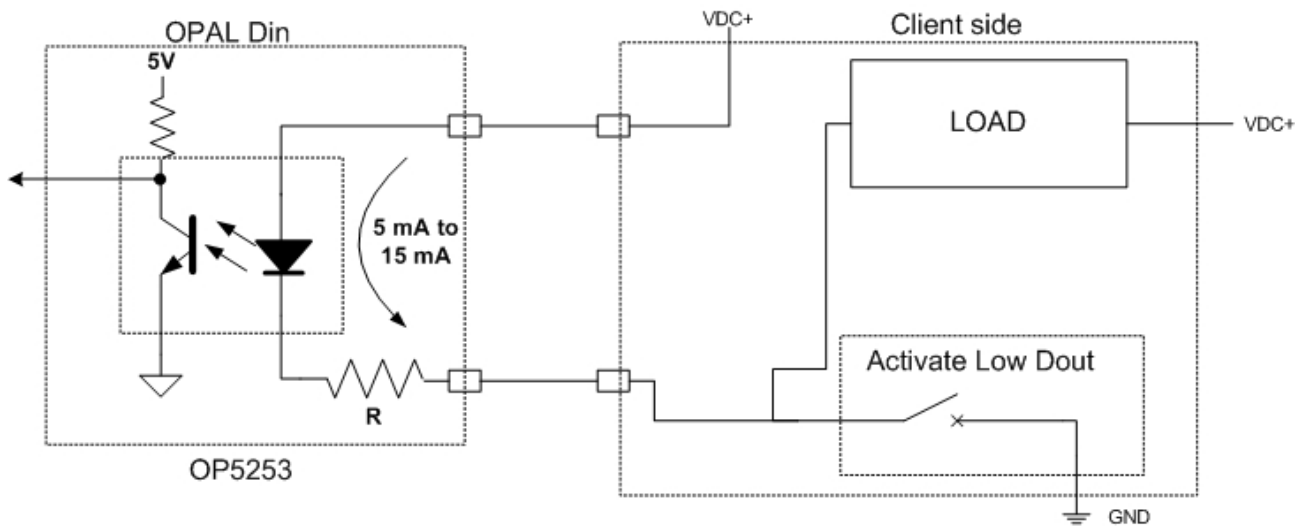 OPAL Din
5V
5 mA to
15 mA
R
OP5253
VDC+
Client side
LOAD
VDC+
Activate Low Dout
GND